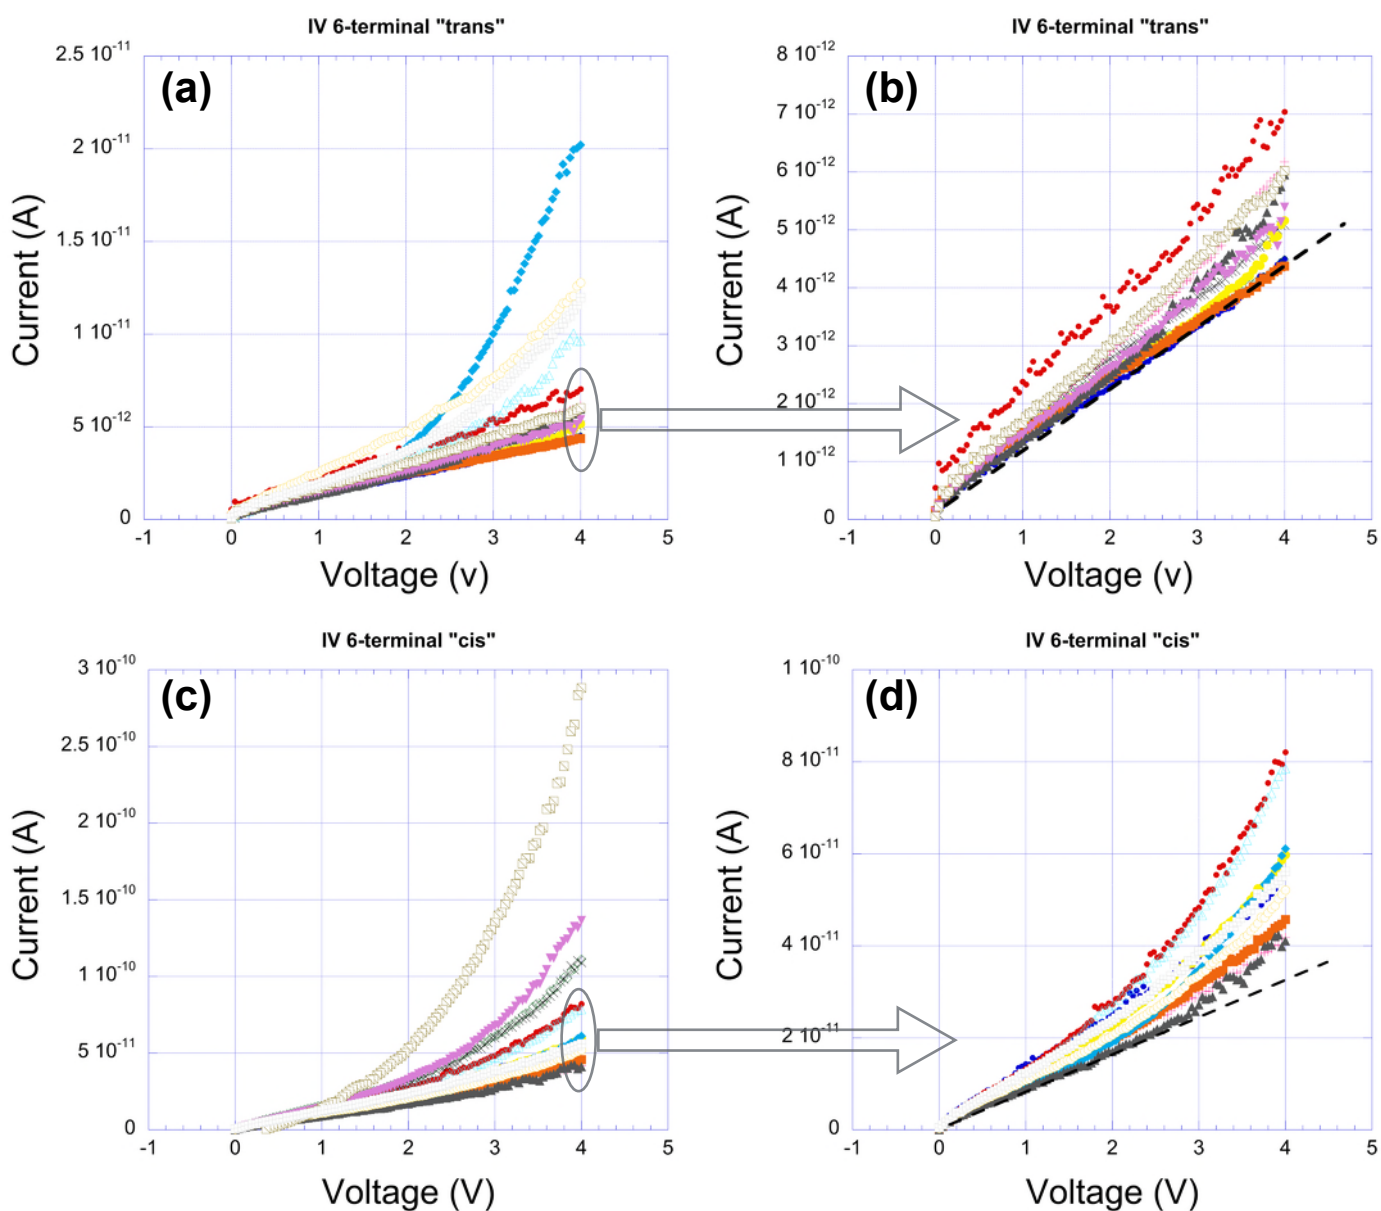 IV 6-terminal "trans"
(a)
2.5 10⁻¹¹
2 10⁻¹¹
1.5 10⁻¹¹
1 10⁻¹¹
5 10⁻¹²
0
Current (A)
-1 0 1 2 3 4 5
Voltage (v)
IV 6-terminal "trans"
(b)
8 10⁻¹²
7 10⁻¹²
6 10⁻¹²
5 10⁻¹²
4 10⁻¹²
3 10⁻¹²
2 10⁻¹²
1 10⁻¹²
0
Current (A)
-1 0 1 2 3 4 5
Voltage (v)
IV 6-terminal "cis"
(c)
3 10⁻¹⁰
2.5 10⁻¹⁰
2 10⁻¹⁰
1.5 10⁻¹⁰
1 10⁻¹⁰
5 10⁻¹¹
0
Current (A)
-1 0 1 2 3 4 5
Voltage (V)
IV 6-terminal "cis"
(d)
1 10⁻¹⁰
8 10⁻¹¹
6 10⁻¹¹
4 10⁻¹¹
2 10⁻¹¹
0
Current (A)
-1 0 1 2 3 4 5
Voltage (V)